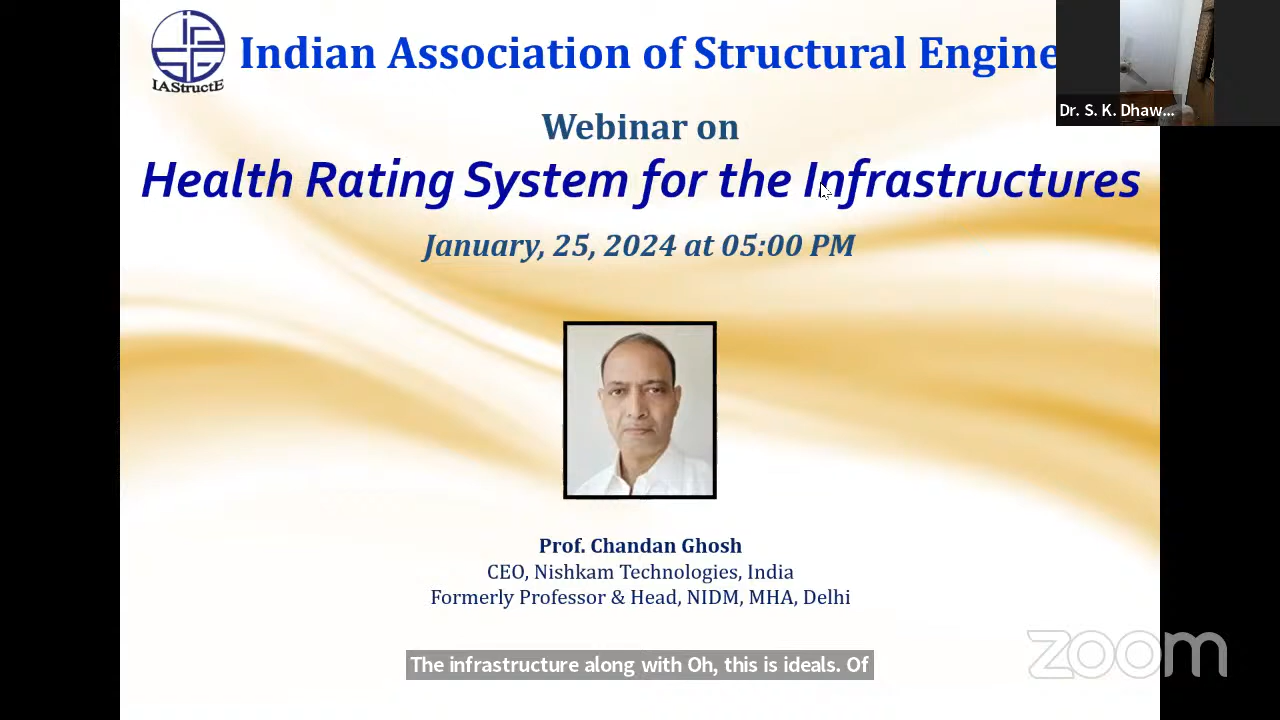 Indian Association of Structural Engine
IAStructE
Dr. S. K. Dhaw...
Webinar on
Health Rating System for the Infrastructures
January, 25, 2024 at 05:00 PM
Prof. Chandan Ghosh
CEO, Nishkam Technologies, India
Formerly Professor & Head, NIDM, MHA, Delhi
The infrastructure along with Oh, this is ideals. Of
zoom